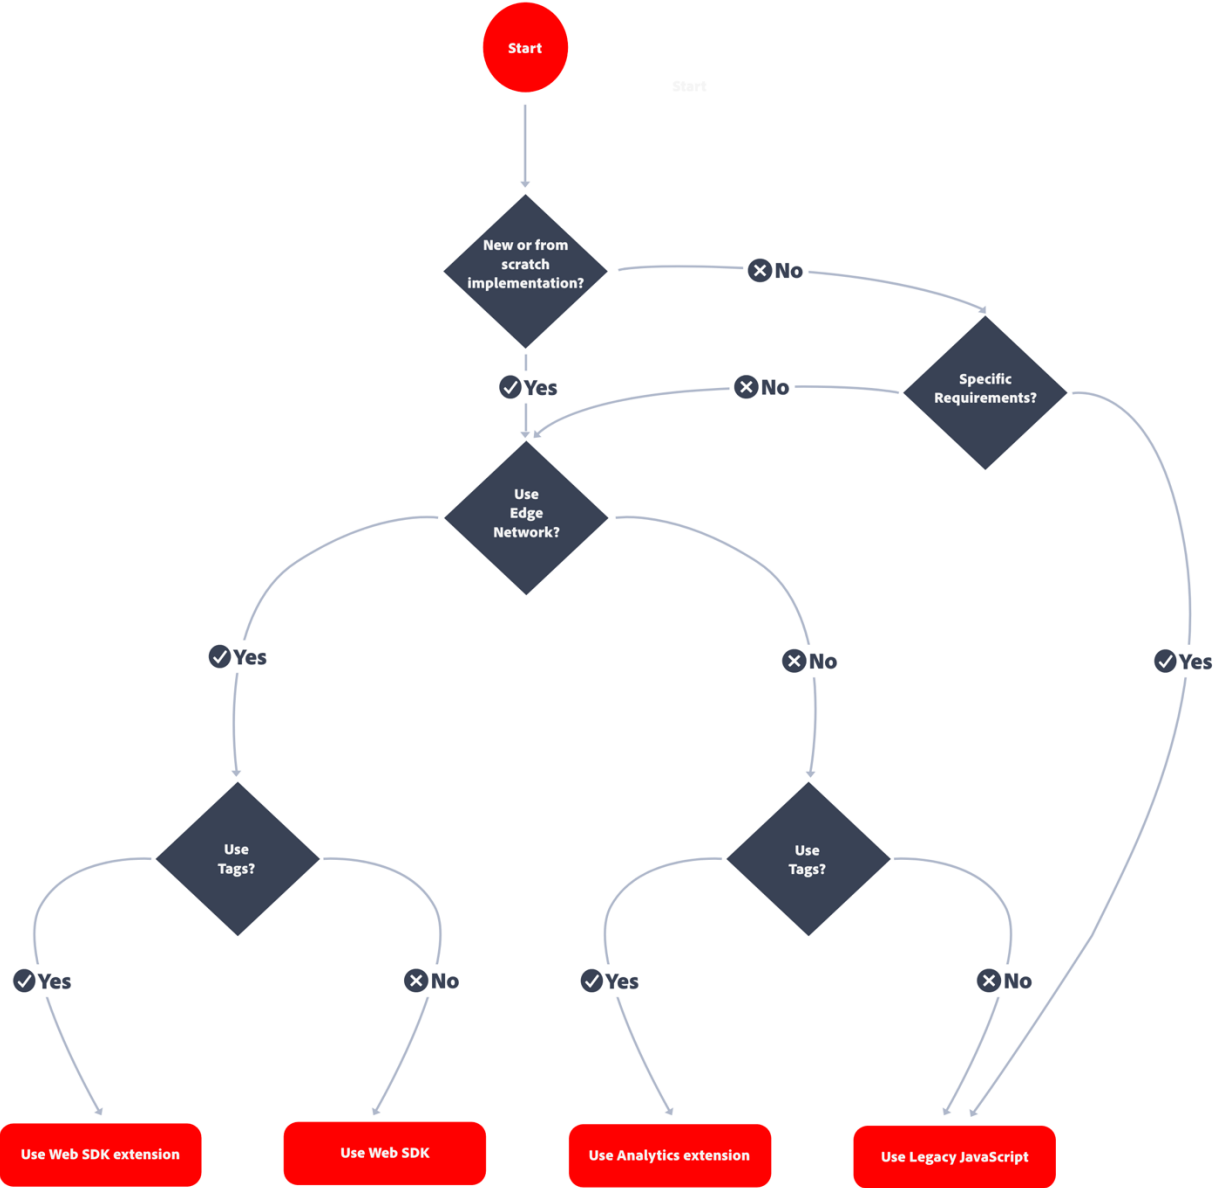 Start
Start
New or from
scratch
implementation?
No
Specific
Requirements?
Yes
No
Use
Edge
Network?
Yes
No
Yes
Use
Tags?
Use
Tags?
Yes
No
Yes
No
Use Web SDK extension
Use Web SDK
Use Analytics extension
Use Legacy JavaScript